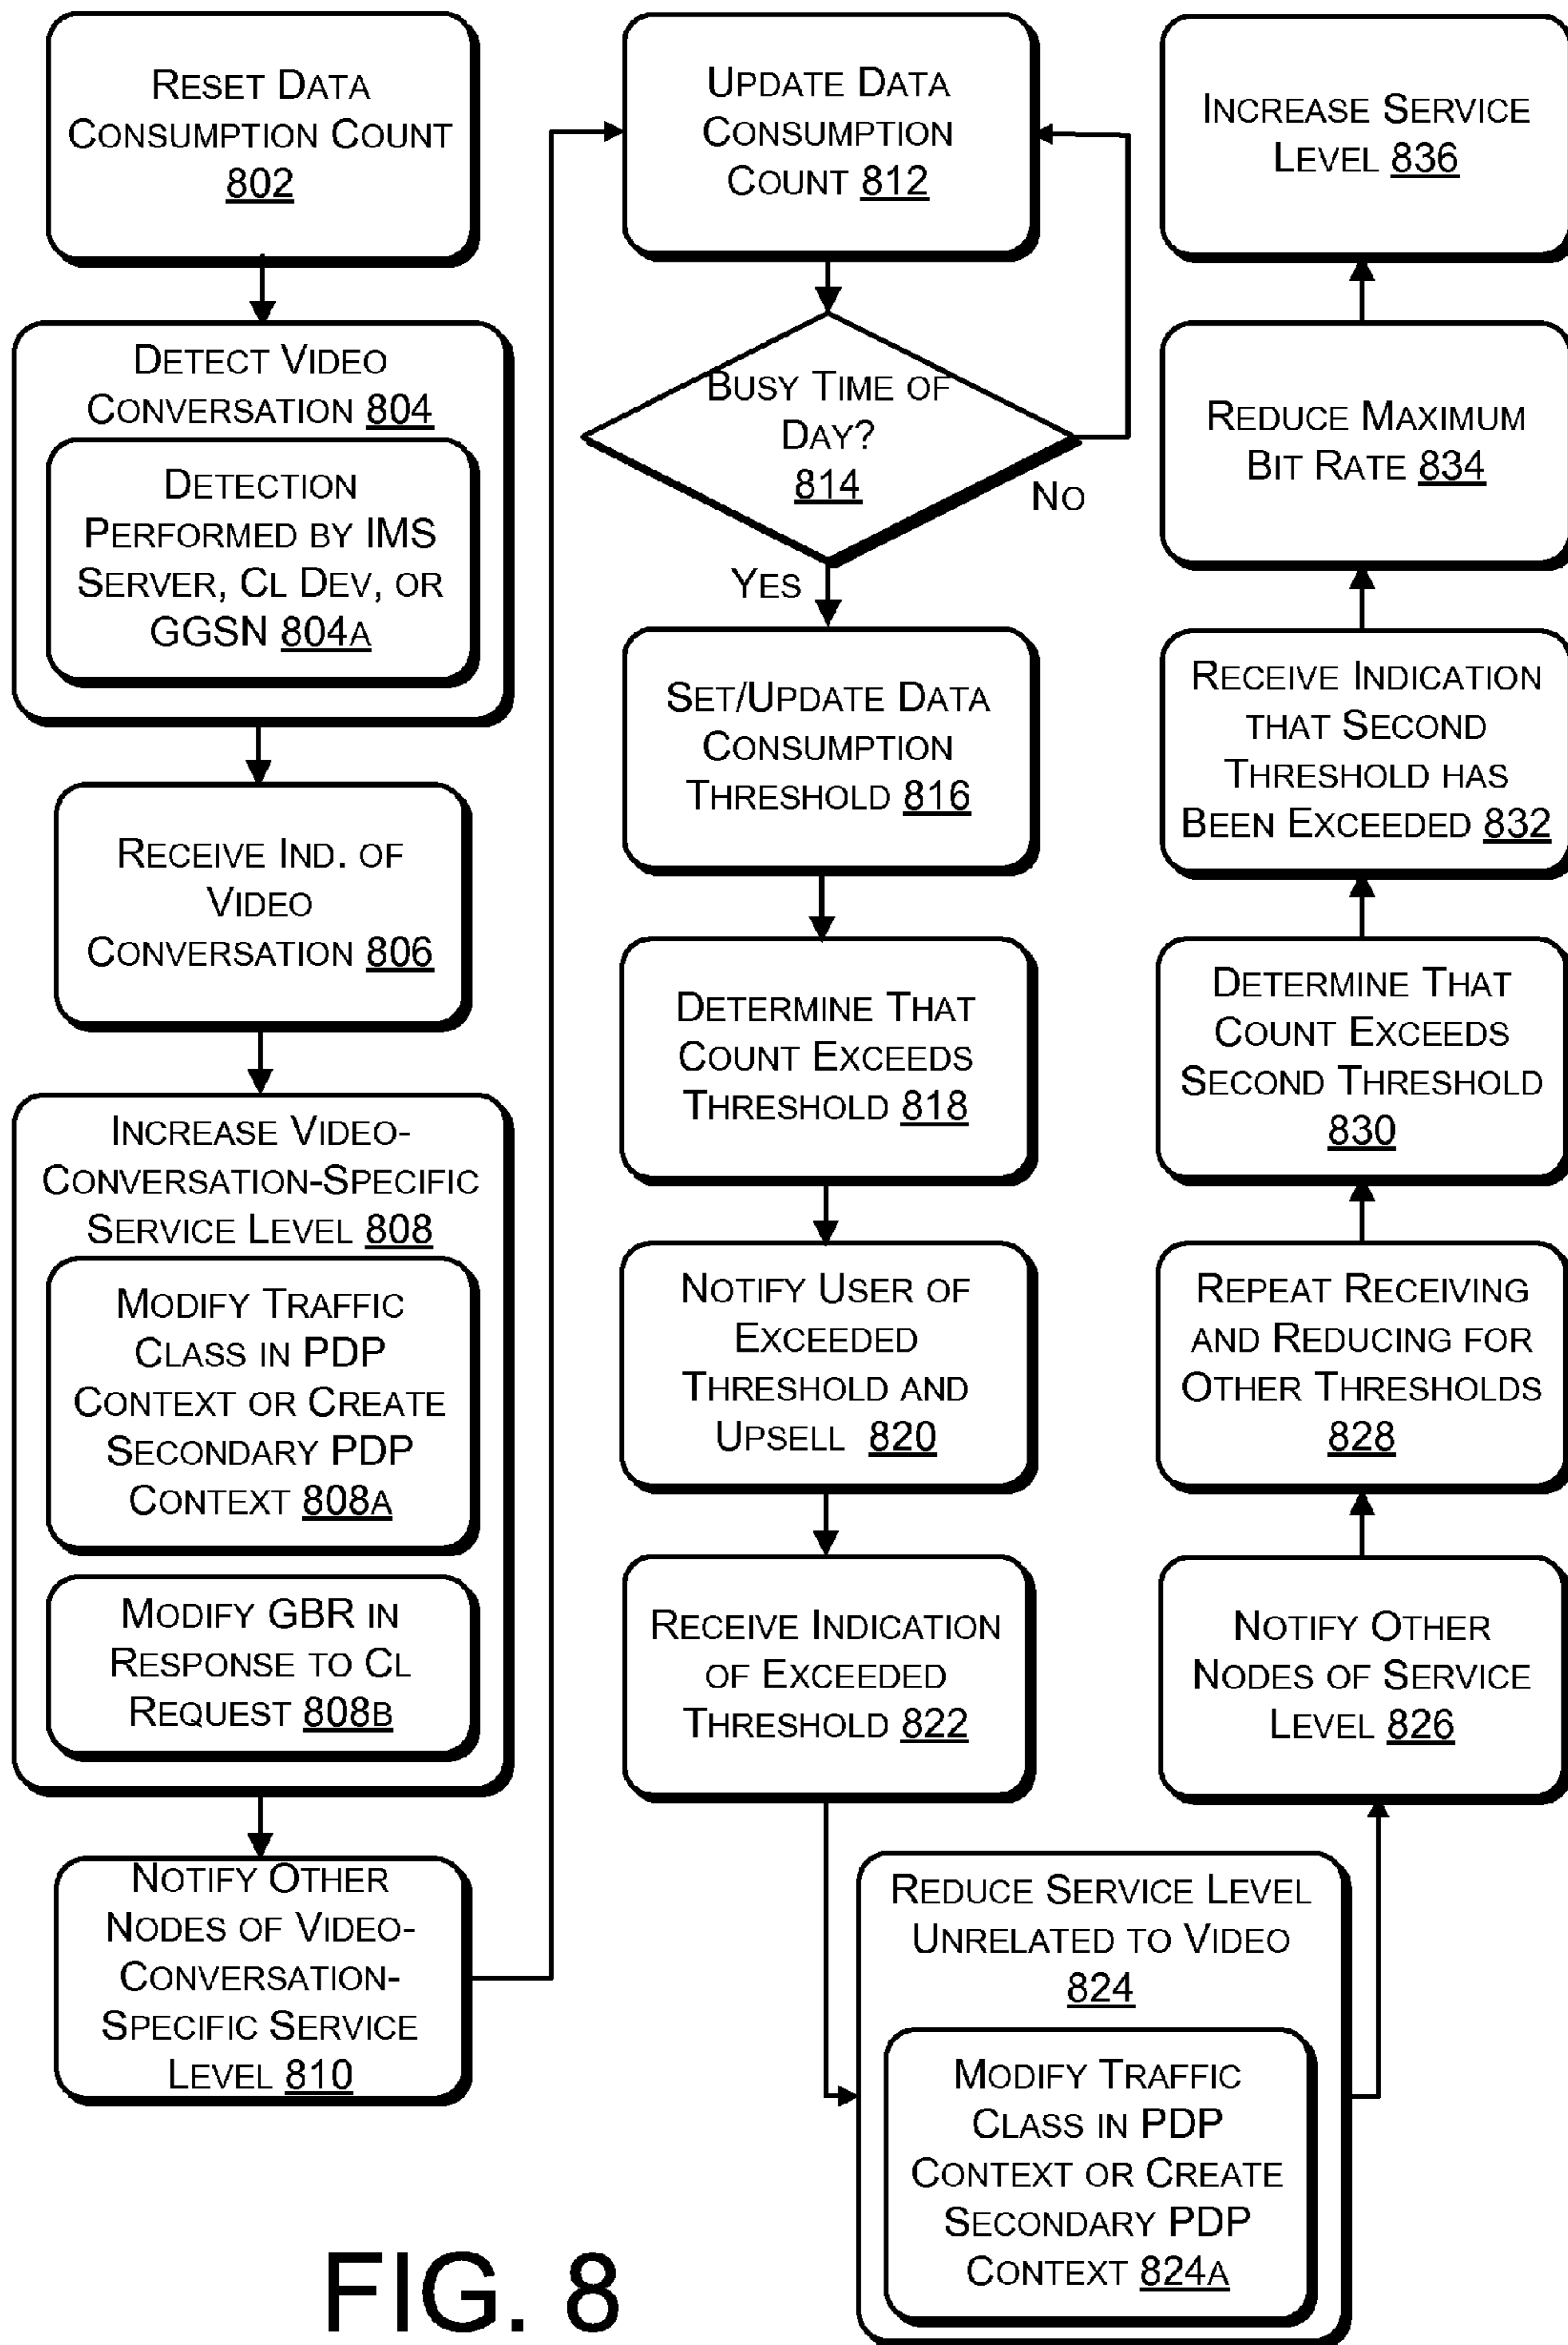 RESET DATA
CONSUMPTION COUNT
802
DETECT VIDEO
CONVERSATION 804
DETECTION
PERFORMED BY IMS
SERVER, CL DEV, OR
GGSN 804A
RECEIVE IND. OF
VIDEO
CONVERSATION 806
INCREASE VIDEO-
CONVERSATION-SPECIFIC
SERVICE LEVEL 808
MODIFY TRAFFIC
CLASS IN PDP
CONTEXT OR CREATE
SECONDARY PDP
CONTEXT 808A
MODIFY GBR IN
RESPONSE TO CL
REQUEST 808B
NOTIFY OTHER
NODES OF VIDEO-
CONVERSATION-
SPECIFIC SERVICE
LEVEL 810
UPDATE DATA
CONSUMPTION
COUNT 812
BUSY TIME OF
DAY?
814
NO
YES
SET/UPDATE DATA
CONSUMPTION
THRESHOLD 816
DETERMINE THAT
COUNT EXCEEDS
THRESHOLD 818
NOTIFY USER OF
EXCEEDED
THRESHOLD AND
UPSELL 820
RECEIVE INDICATION
OF EXCEEDED
THRESHOLD 822
REDUCE SERVICE LEVEL
UNRELATED TO VIDEO
824
MODIFY TRAFFIC
CLASS IN PDP
CONTEXT OR CREATE
SECONDARY PDP
CONTEXT 824A
NOTIFY OTHER
NODES OF SERVICE
LEVEL 826
REPEAT RECEIVING
AND REDUCING FOR
OTHER THRESHOLDS
828
DETERMINE THAT
COUNT EXCEEDS
SECOND THRESHOLD
830
RECEIVE INDICATION
THAT SECOND
THRESHOLD HAS
BEEN EXCEEDED 832
REDUCE MAXIMUM
BIT RATE 834
INCREASE SERVICE
LEVEL 836
FIG. 8